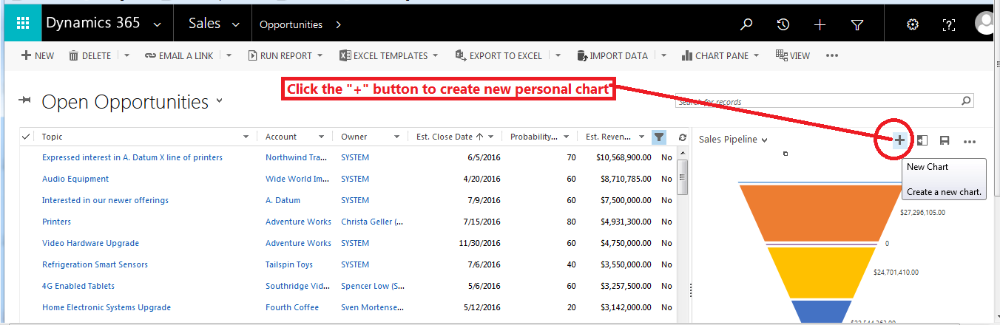 Dynamics 365 Sales Opportunities
NEW DELETE EMAIL A LINK RUN REPORT EXCEL TEMPLATES EXPORT TO EXCEL IMPORT DATA CHART PANE VIEW
Click the "+" button to create new personal chart
Open Opportunities
Search for records
Topic Account Owner Est. Close Date Probability... Est. Reven...
Sales Pipeline
Expressed interest in A. Datum X line of printers Northwind Tra... SYSTEM 6/5/2016 70 $10,568,900.00 No
Audio Equipment Wide World Im... SYSTEM 4/20/2016 60 $8,710,785.00 No
Interested in our newer offerings A. Datum SYSTEM 7/9/2016 60 $7,500,000.00 No
Printers Adventure Works Christa Geller (... 7/15/2016 80 $4,931,300.00 No
Video Hardware Upgrade Adventure Works SYSTEM 11/30/2016 60 $4,750,000.00 No
Refrigeration Smart Sensors Tailspin Toys SYSTEM 7/6/2016 40 $3,550,000.00 No
4G Enabled Tablets Southridge Vid... Spencer Low (S... 5/6/2016 60 $3,257,500.00 No
Home Electronic Systems Upgrade Fourth Coffee Sven Mortense... 5/12/2016 20 $3,142,000.00 No
New Chart
Create a new chart.
$27,296,105.00
0
$24,701,410.00